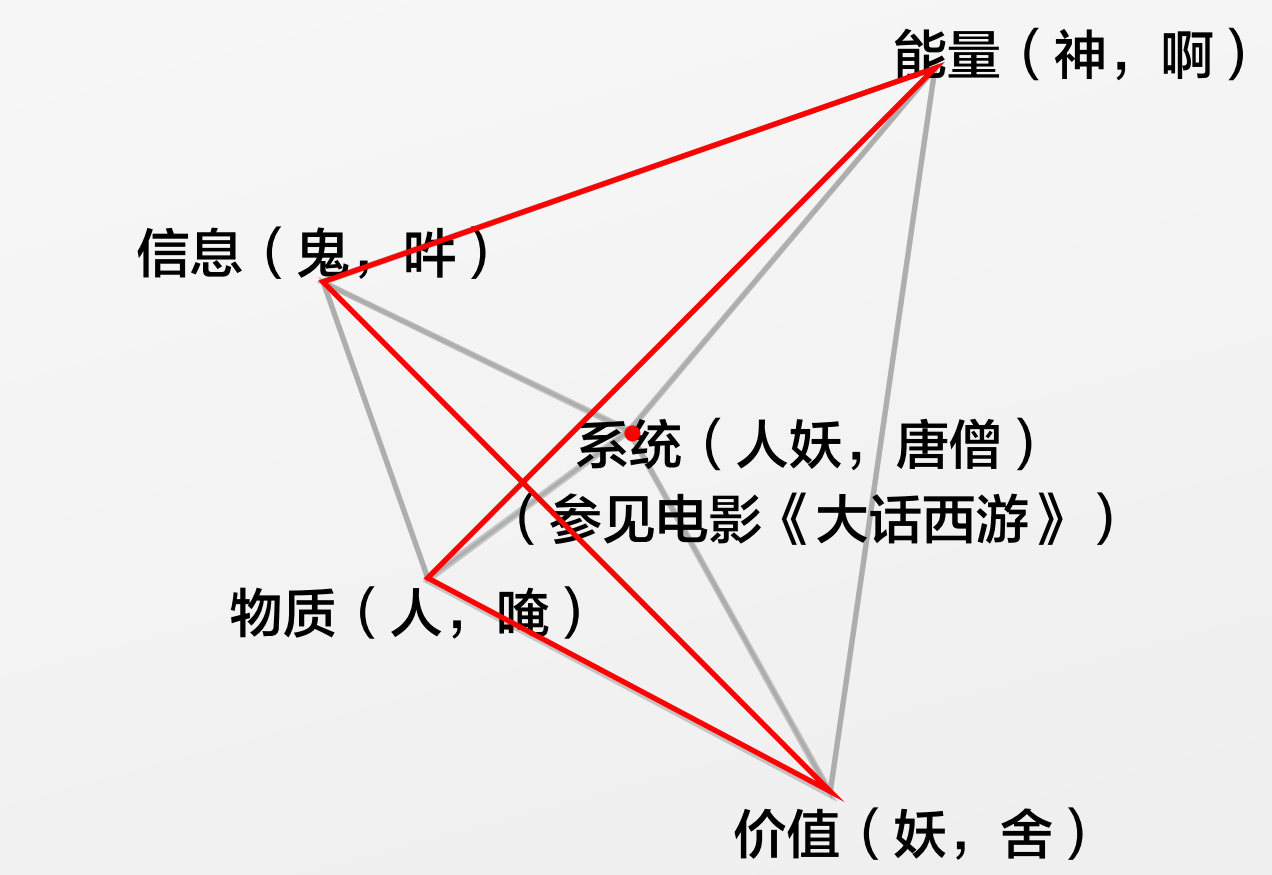 能量（神，啊）
信息（鬼，吽）
系统（人妖，唐僧）
（参见电影《大话西游》）
物质（人，唵）
价值（妖，舍）